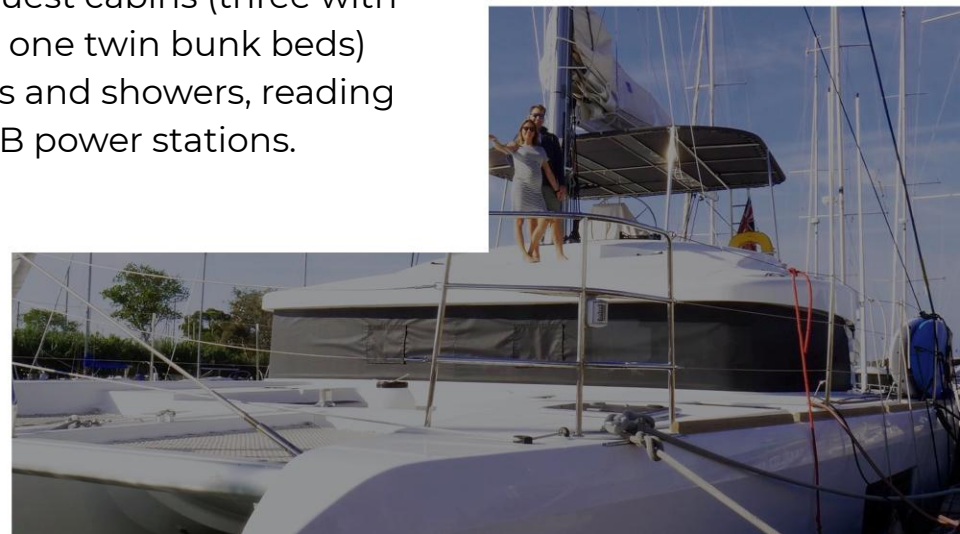 uest cabins (three with
one twin bunk beds)
s and showers, reading
B power stations.